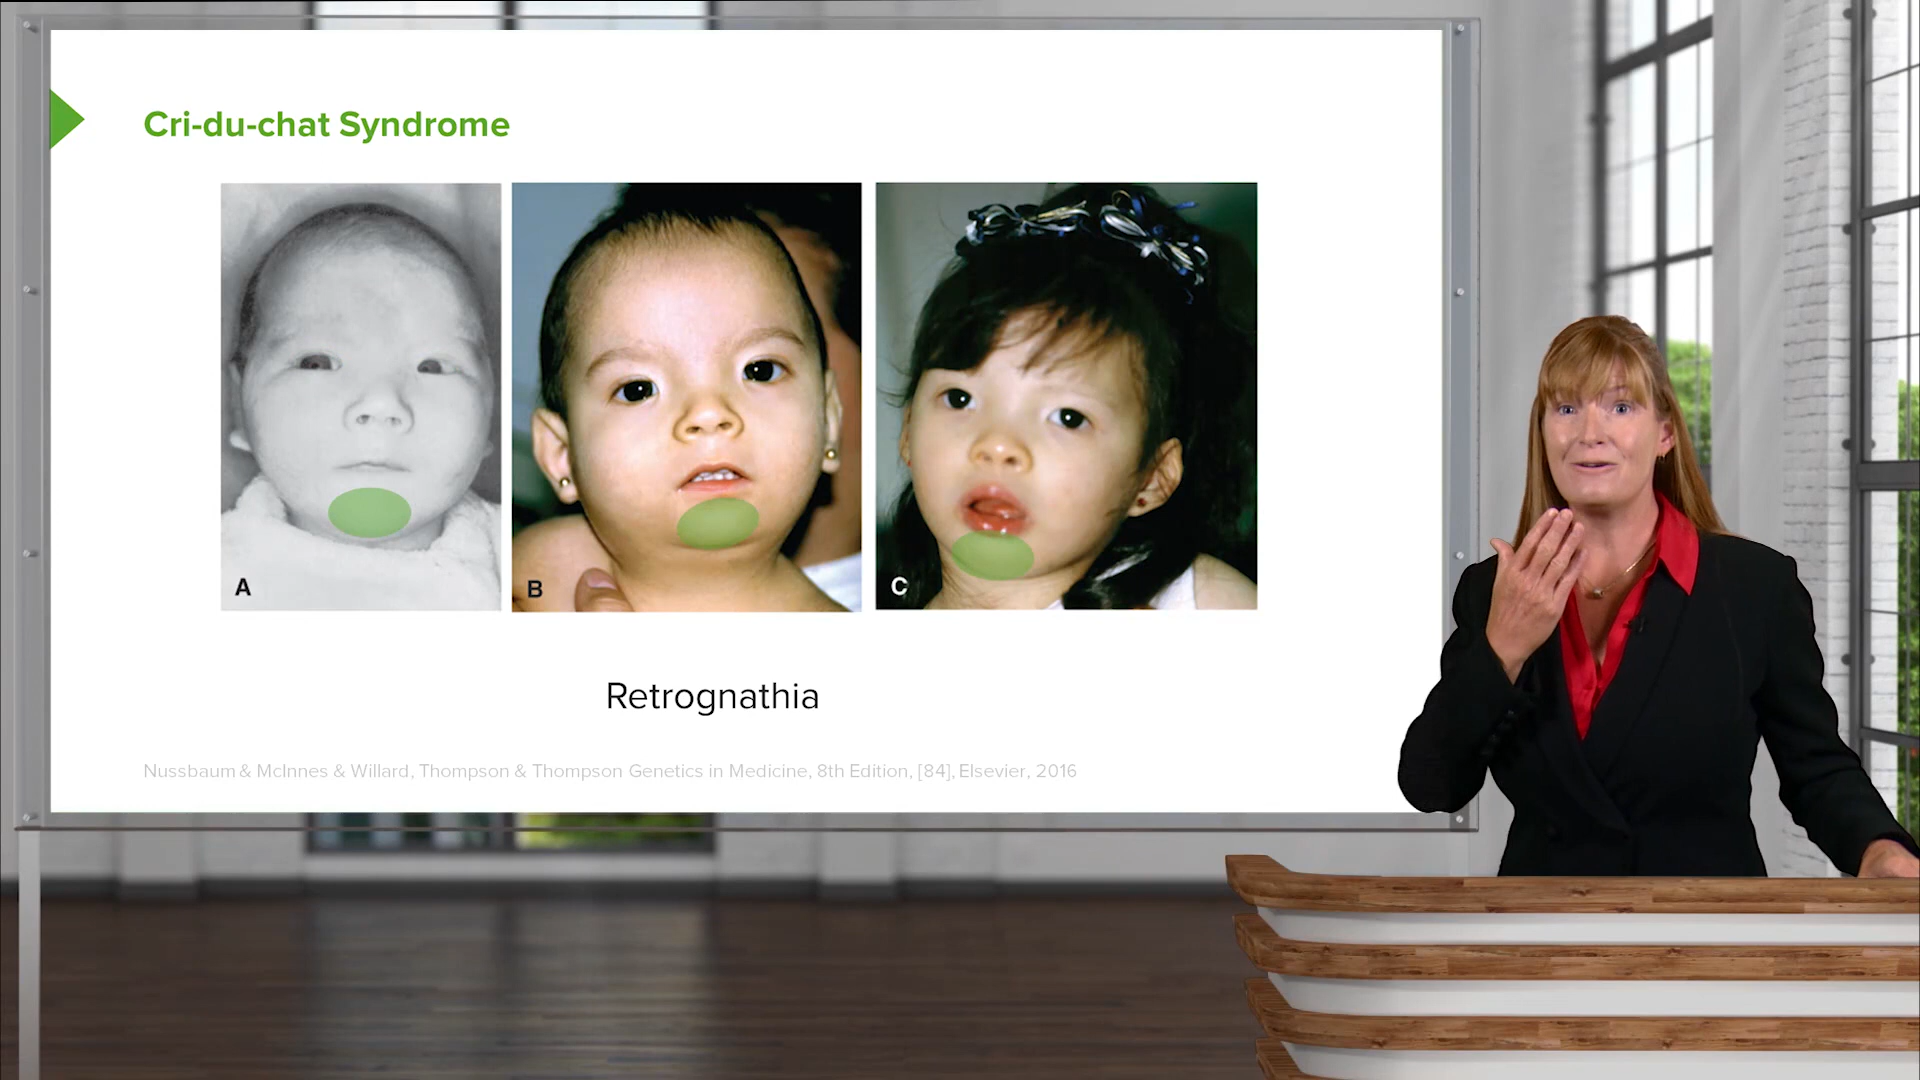 Cri-du-chat Syndrome
A
B
C
Retrognathia
Nussbaum & McInnes & Willard, Thompson & Thompson Genetics in Medicine, 8th Edition, [84], Elsevier, 2016